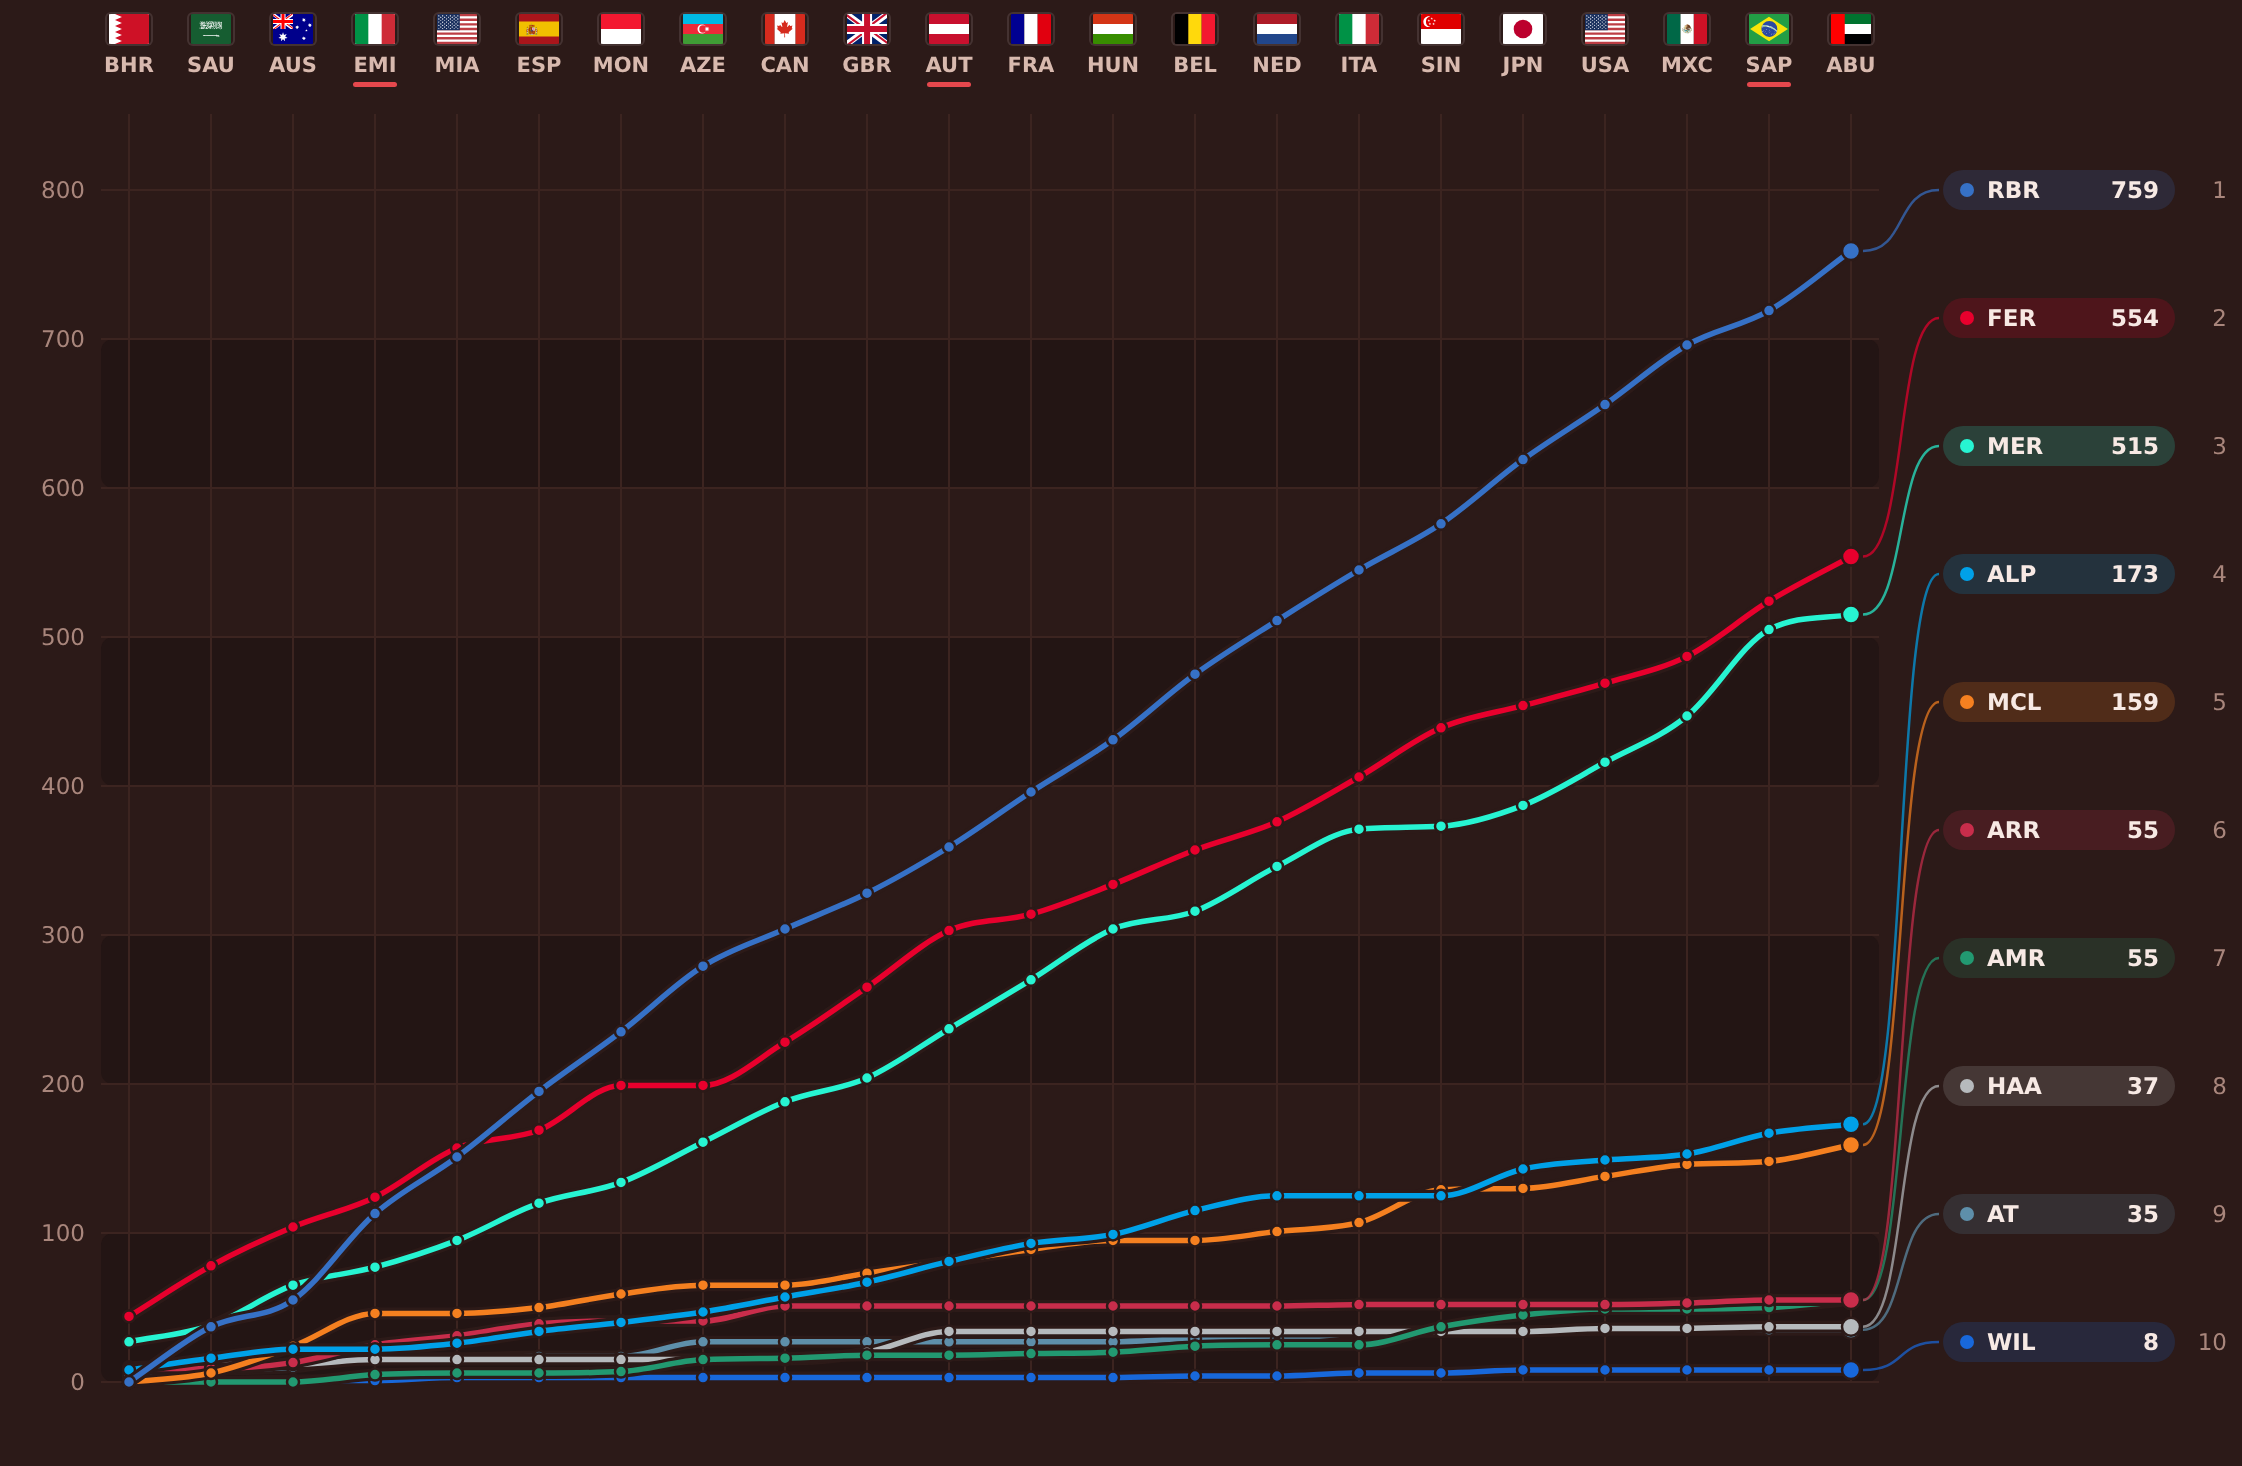 BHR SAU AUS EMI MIA ESP MON AZE CAN GBR AUT FRA HUN BEL NED ITA SIN JPN USA MXC SAP ABU
800
700
600
500
400
300
200
100
0
RBR 759 1
FER 554 2
MER 515 3
ALP 173 4
MCL 159 5
ARR 55 6
AMR 55 7
HAA 37 8
AT 35 9
WIL 8 10